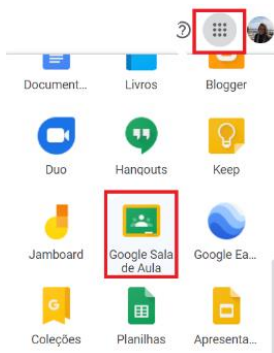 Document... Livros Blogger
Duo Hangouts Keep
Jamboard Google Sala de Aula Google Ea...
Coleções Planilhas Apresenta...